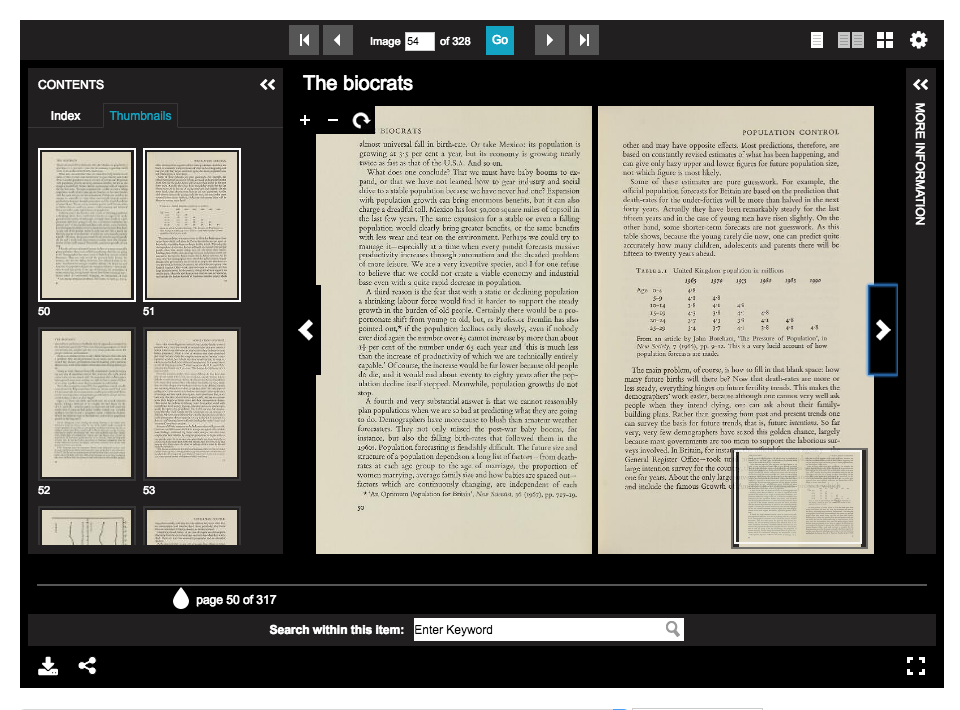 Image 54 of 328 Go
CONTENTS
Index Thumbnails
50
51
52
53
The biocrats
BIOCRATS
almost universal fall in birth-rate. Or take Mexico: its population is
growing at 3·5 per cent a year, but its economy is growing nearly
twice as fast as that of the U.S.A. And so on.
What does one conclude? That we must have baby booms to ex-
pand, or that we have not learned how to gear industry and social
drive to a stable population because we have never had one? Expansion
with population growth can bring enormous benefits, but it can also
charge a dreadful toll. Mexico has lost 50,000 square miles of topsoil in
the last few years. The same expansion of a stable or even a falling
population would clearly bring greater benefits, or the same benefits
with less wear and tear on the environment. Perhaps we could try to
manage it—especially at a time when every pundit forecasts massive
productivity increases through automation and the dreaded problem
of more leisure. We are a very inventive species, and I for one refuse
to believe that we could not create a viable economy and industrial
base even with a quite rapid decrease in population.
A third reason is the fear that with a static or declining population
a shrinking labour force would find it harder to support the steady
growth in the burden of old people. Certainly there would be a pro-
portionate shift from young to old, but, as Professor Fremlin has also
pointed out,* if the population declines only slowly, even if nobody
ever died again the number over 65 cannot increase by more than about
1½ per cent of the number under 65 each year and 'this is much less
than the increase of productivity of which we are technically entirely
capable.' Of course, the increase would be far lower because old people
do die, and it would end about seventy to eighty years after the pop-
ulation decline itself stopped. Meanwhile, population growths do not
stop.
A fourth and very substantial answer is that we cannot reasonably
plan populations when we are so bad at predicting what they are going
to do. Demographers have more cause to blush than amateur weather
forecasters. They not only missed the post-war baby booms, for
instance, but also the falling birth-rates that followed them in the
1960s. Population forecasting is fiendishly difficult. The future size and
structure of a population depend on a long list of factors—from death-
rates at each age group to the age of marriage, the proportion of
women marrying, average family size and how babies are spaced out—
factors which are continuously changing, are independent of each
* 'An Optimum Population for Britain', New Scientist, 36 (1967), pp. 717-19.
50
POPULATION CONTROL
other and may have opposite effects. Most predictions, therefore, are
based on constantly revised estimates of what has been happening, and
can give only hazy upper and lower figures for future population size,
not which figure is most likely.
Some of these estimates are pure guesswork. For example, the
official population forecasts for Britain are based on the prediction that
death-rates for the under-forties will be more than halved in the next
forty years. Actually they have been remarkably steady for the last
fifteen years and in the case of young men have risen slightly. On the
other hand, some shorter-term forecasts are not guesswork. As this
table shows, because the young rarely die now, one can predict quite
accurately how many children, adolescents and parents there will be
fifteen to twenty years ahead.
TABLE 2.1 United Kingdom population in millions
1965 1970 1975 1980 1985 1990
Age 0-4 4·8
5-9 4·2 4·8
10-14 3·8 4·2 4·8
15-19 4·3 3·8 4·2 4·8
20-24 3·7 4·3 3·8 4·2 4·8
25-29 3·4 3·7 4·2 3·8 4·2 4·8
From an article by John Boreham, 'The Pressure of Population', in
New Society, 7 (1966), pp. 9-12. This is a very lucid account of how
population forecasts are made.
The main problem, of course, is how to fill in that blank space: how
many future births will there be? Now that death-rates are more or
less steady, everything hinges on future fertility trends. This makes the
demographers' work easier, because although one cannot very well ask
people when they intend dying, one can ask about their family-
building plans. Rather than guessing from past and present trends one
can survey the basis for future trends, that is, future intentions. So far
very, very few demographers have seized this golden chance, largely
because most governments are too mean to support the laborious sur-
veys involved. In Britain, for instance
General Register Office—took
large intention survey for the
one for years. About the only large
and include the famous Growth
MORE INFORMATION
page 50 of 317
Search within this item: Enter Keyword